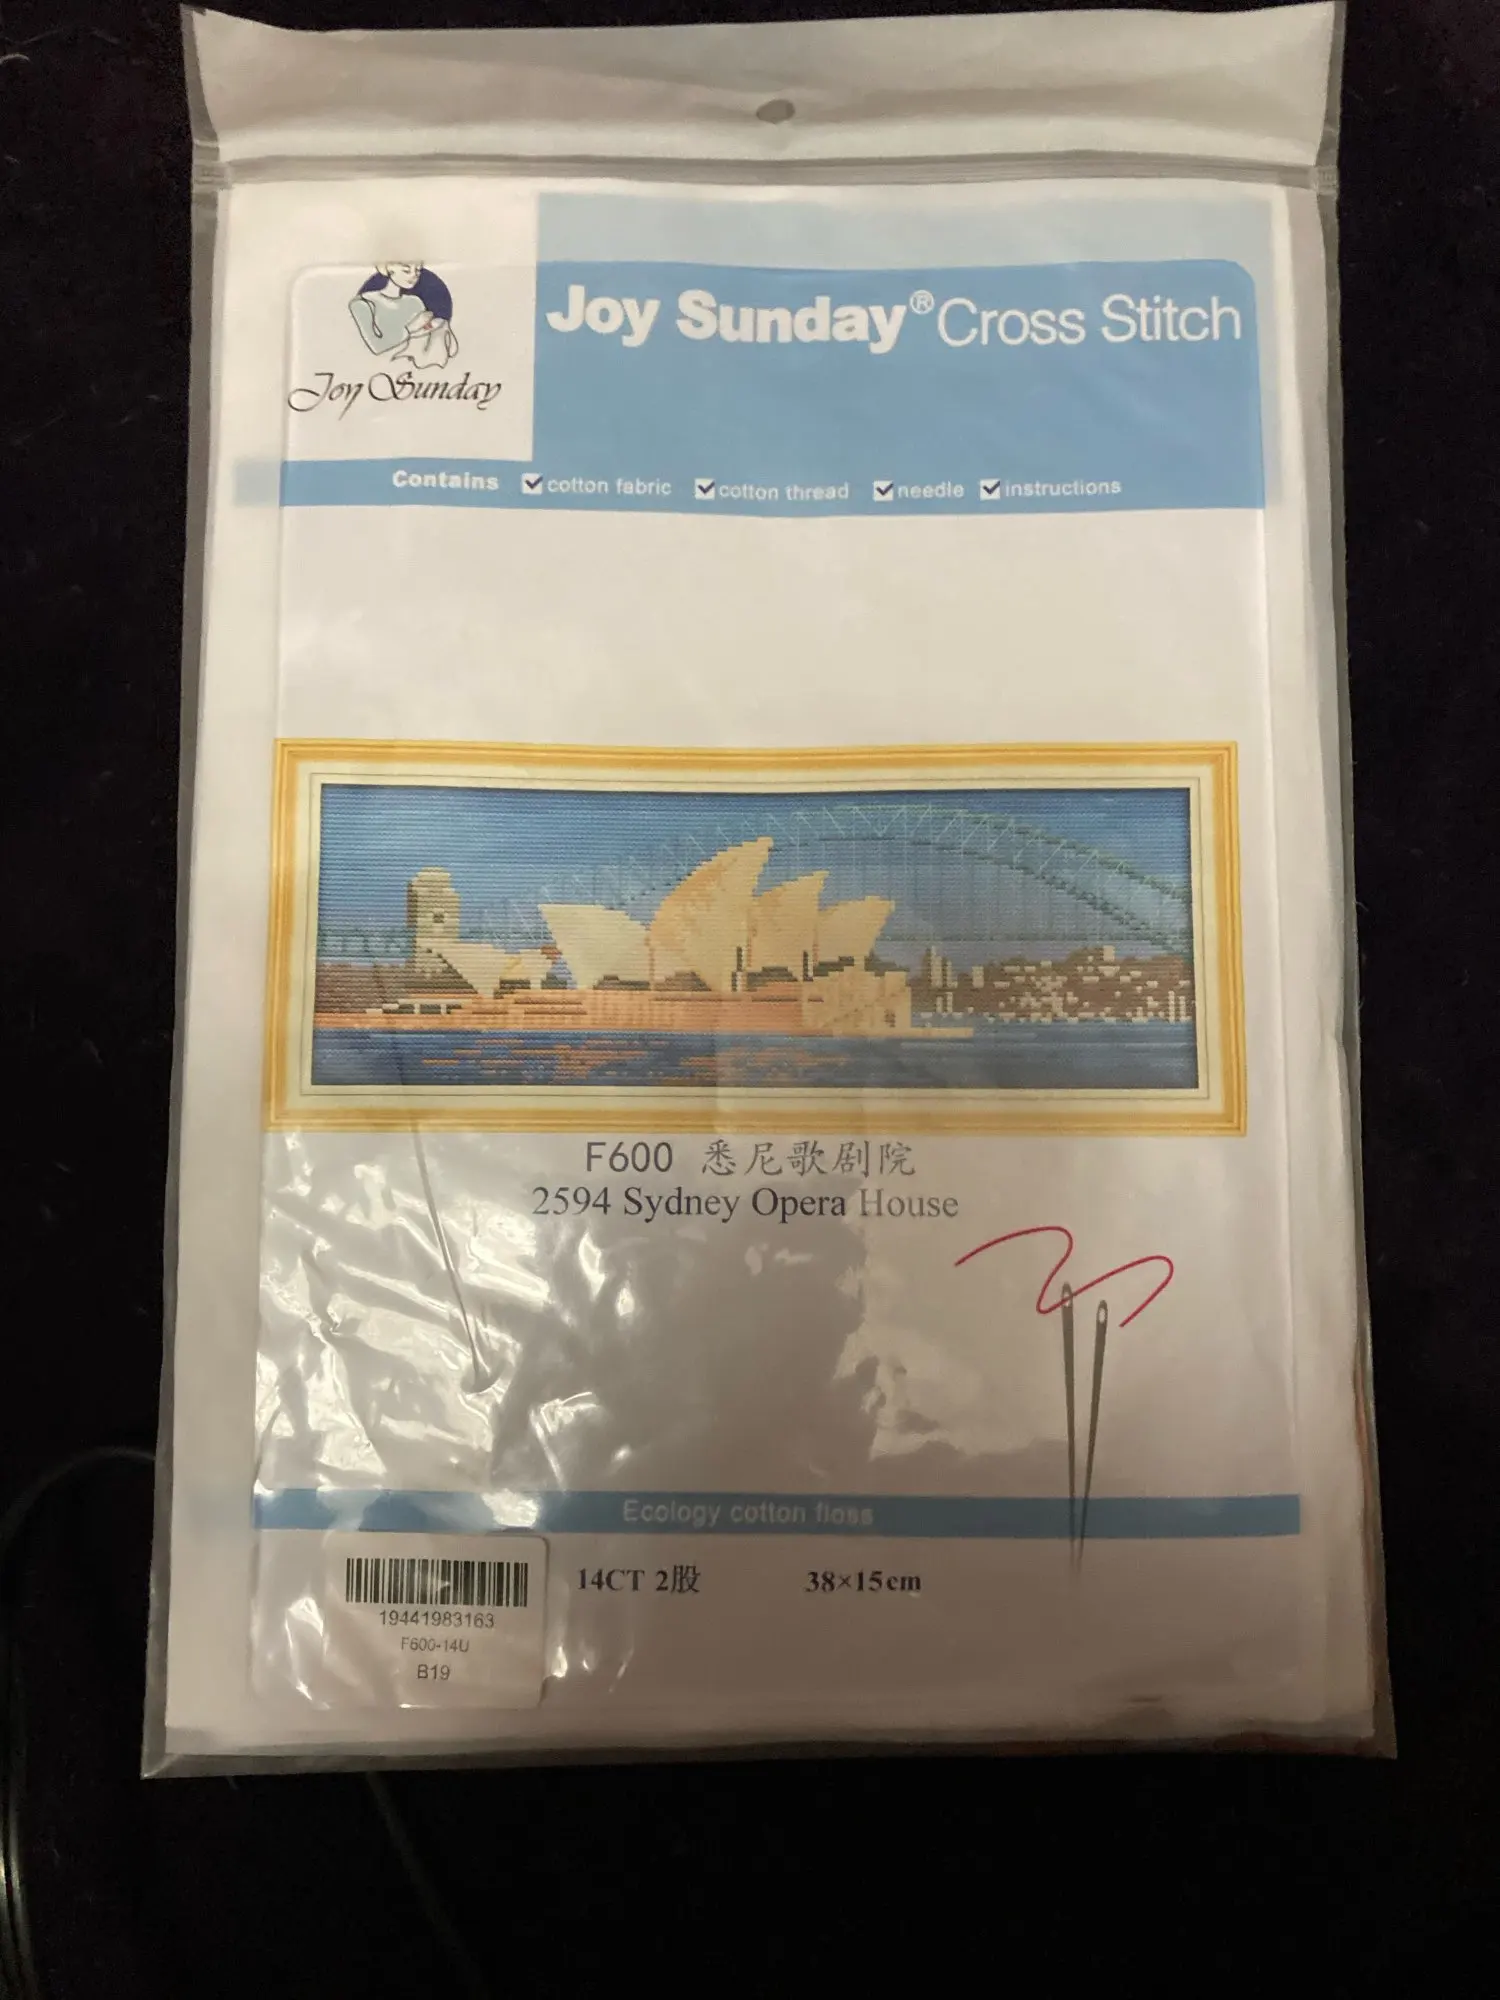 Joy Sunday
Joy Sunday® Cross Stitch
Contains cotton fabric cotton thread needle instructions
F600 悉尼歌剧院
2594 Sydney Opera House
Ecology cotton floss
14CT 2股 38×15cm
19441983163
F600-14U
B19